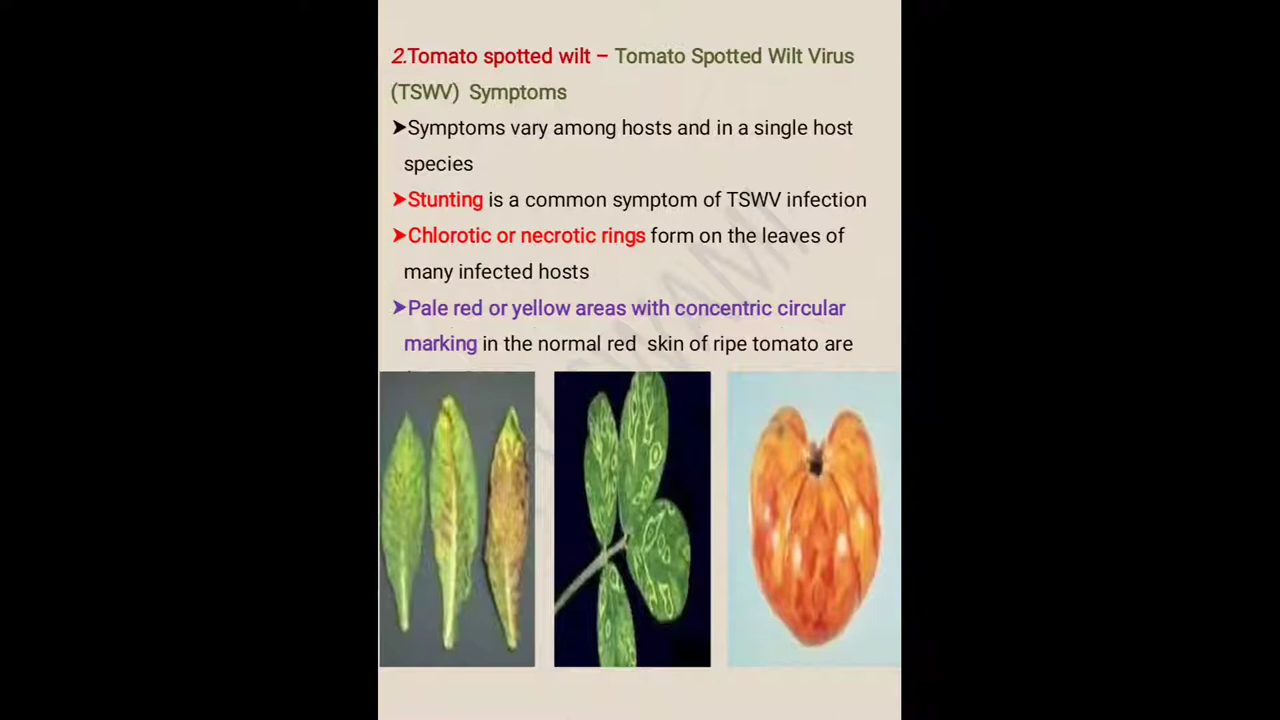 2.Tomato spotted wilt – Tomato Spotted Wilt Virus
(TSWV) Symptoms
➤Symptoms vary among hosts and in a single host
species
➤Stunting is a common symptom of TSWV infection
➤Chlorotic or necrotic rings form on the leaves of
many infected hosts
➤Pale red or yellow areas with concentric circular
marking in the normal red skin of ripe tomato are